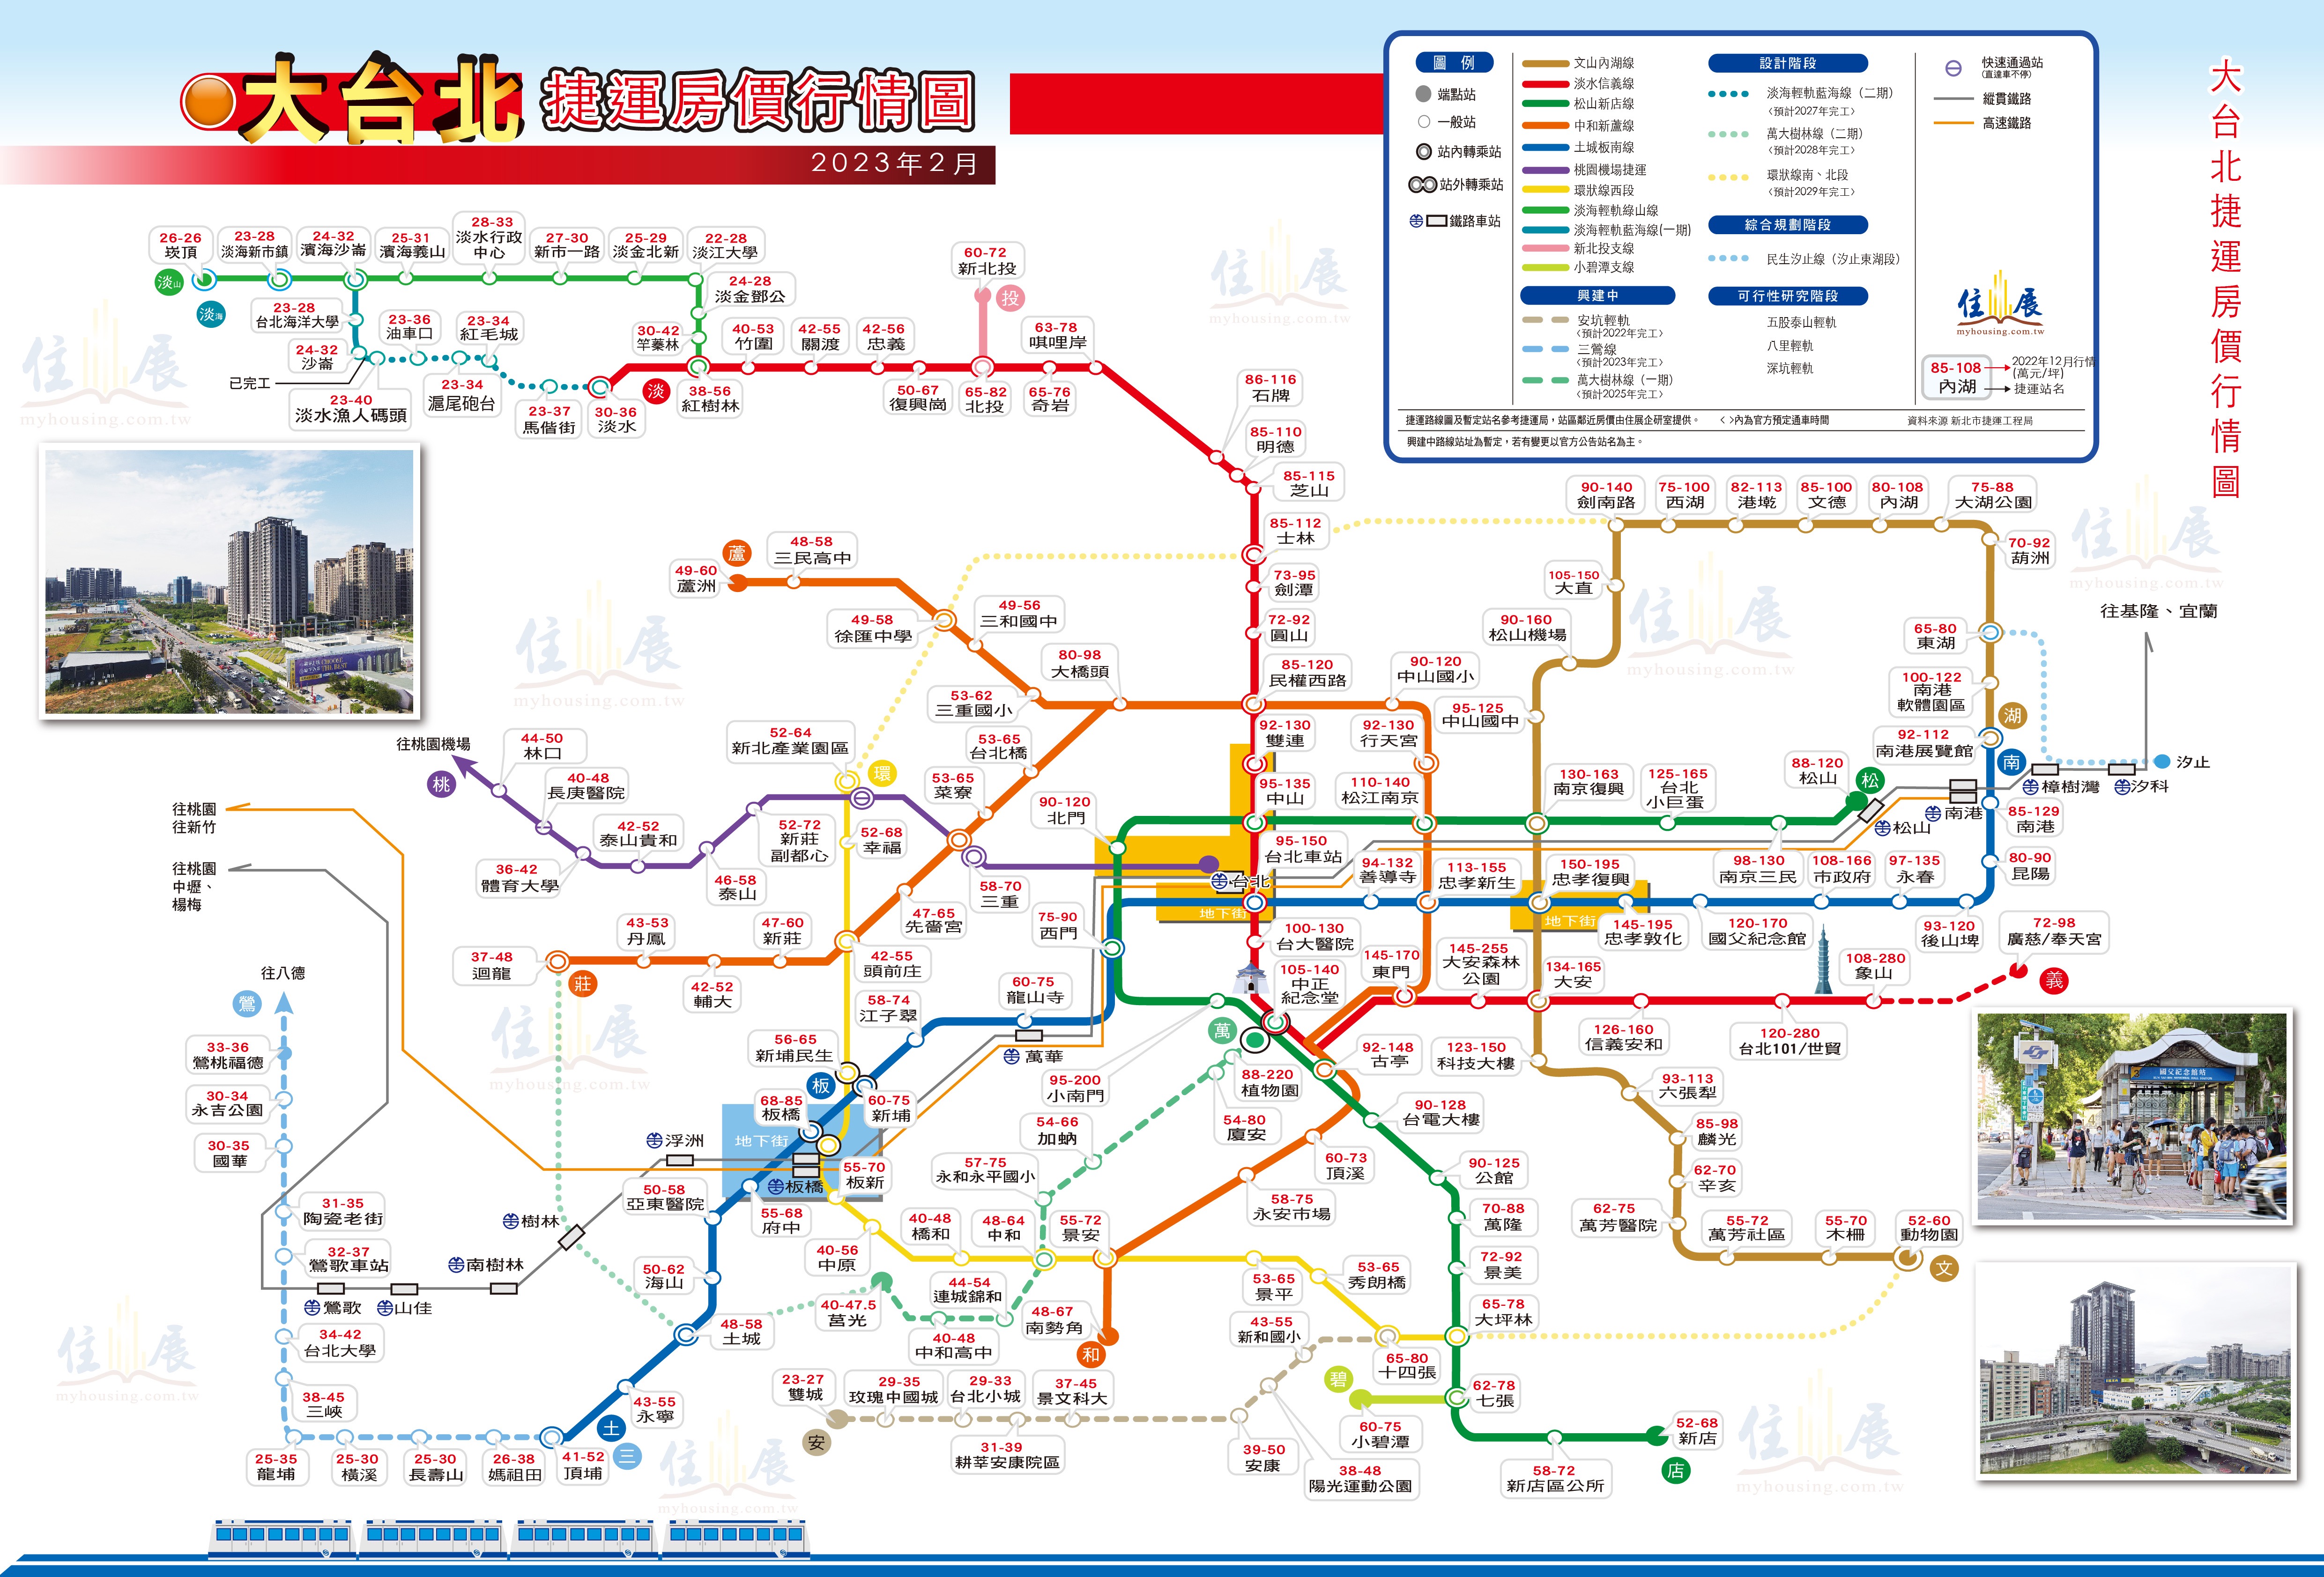 大台北 捷運房價行情圖
2023年2月
大台北捷運房價行情圖
圖 例
端點站
一般站
站內轉乘站
站外轉乘站
鐵路車站
文山內湖線
淡水信義線
松山新店線
中和新蘆線
土城板南線
桃園機場捷運
環狀線西段
淡海輕軌綠山線
淡海輕軌藍海線(一期)
新北投支線
小碧潭支線
興建中
安坑輕軌
〈預計2022年完工〉
三鶯線
〈預計2023年完工〉
萬大樹林線（一期）
〈預計2025年完工〉
設計階段
淡海輕軌藍海線（二期）
〈預計2027年完工〉
萬大樹林線（二期）
〈預計2028年完工〉
環狀線南、北段
〈預計2029年完工〉
綜合規劃階段
民生汐止線（汐止東湖段）
可行性研究階段
五股泰山輕軌
八里輕軌
深坑輕軌
快速通過站
(直達車不停)
縱貫鐵路
高速鐵路
住展
myhousing.com.tw
85-108
內湖
2022年12月行情
(萬元/坪)
捷運站名
捷運路線圖及暫定站名參考捷運局，站區鄰近房價由住展企研室提供。 〈 〉內為官方預定通車時間 資料來源 新北市捷運工程局
興建中路線站址為暫定，若有變更以官方公告站名為主。
26-26
崁頂
23-28
淡海新市鎮
24-32
濱海沙崙
25-31
濱海義山
28-33
淡水行政
中心
27-30
新市一路
25-29
淡金北新
22-28
淡江大學
24-28
淡金鄧公
30-42
竿蓁林
淡山
淡海
23-28
台北海洋大學
24-32
沙崙
已完工
23-36
油車口
23-34
紅毛城
23-40
淡水漁人碼頭
23-34
滬尾砲台
23-37
馬偕街
30-36
淡水
淡
38-56
紅樹林
40-53
竹圍
42-55
關渡
42-56
忠義
50-67
復興崗
60-72
新北投
投
65-82
北投
65-76
奇岩
63-78
唭哩岸
86-116
石牌
85-110
明德
85-115
芝山
85-112
士林
73-95
劍潭
72-92
圓山
85-120
民權西路
92-130
雙連
95-135
中山
95-150
台北車站
台北
地下街
100-130
台大醫院
105-140
中正
紀念堂
145-170
東門
145-255
大安森林
公園
134-165
大安
126-160
信義安和
120-280
台北101/世貿
108-280
象山
72-98
廣慈/奉天宮
義
90-140
劍南路
75-100
西湖
82-113
港墘
85-100
文德
80-108
內湖
75-88
大湖公園
70-92
葫洲
65-80
東湖
100-122
南港
軟體園區
92-112
南港展覽館
湖
南
105-150
大直
90-160
松山機場
95-125
中山國中
130-163
南京復興
150-195
忠孝復興
地下街
123-150
科技大樓
93-113
六張犁
85-98
麟光
62-70
辛亥
62-75
萬芳醫院
55-72
萬芳社區
55-70
木柵
52-60
動物園
文
往基隆、宜蘭
汐止
樟樹灣
汐科
南港
松山
85-129
南港
80-90
昆陽
93-120
後山埤
97-135
永春
108-166
市政府
120-170
國父紀念館
145-195
忠孝敦化
113-155
忠孝新生
94-132
善導寺
88-120
松山
松
98-130
南京三民
125-165
台北
小巨蛋
110-140
松江南京
90-120
北門
75-90
西門
95-200
小南門
49-60
蘆洲
蘆
48-58
三民高中
49-58
徐匯中學
49-56
三和國中
53-62
三重國小
80-98
大橋頭
90-120
中山國小
92-130
行天宮
53-65
台北橋
53-65
菜寮
58-70
三重
47-65
先嗇宮
42-55
頭前庄
47-60
新莊
42-52
輔大
43-53
丹鳳
37-48
迴龍
莊
往桃園機場
桃
44-50
林口
40-48
長庚醫院
36-42
體育大學
42-52
泰山貴和
46-58
泰山
52-72
新莊
副都心
52-64
新北產業園區
環
52-68
幸福
往桃園
往新竹
往桃園
中壢、
楊梅
60-75
龍山寺
萬華
58-74
江子翠
56-65
新埔民生
60-75
新埔
板
68-85
板橋
地下街
板橋
55-70
板新
55-68
府中
50-58
亞東醫院
50-62
海山
48-58
土城
43-55
永寧
41-52
頂埔
土
三
浮洲
樹林
南樹林
山佳
鶯歌
往八德
鶯
33-36
鶯桃福德
30-34
永吉公園
30-35
國華
31-35
陶瓷老街
32-37
鶯歌車站
34-42
台北大學
38-45
三峽
25-35
龍埔
25-30
橫溪
25-30
長壽山
26-38
媽祖田
萬
88-220
植物園
54-80
廈安
54-66
加蚋
57-75
永和永平國小
48-64
中和
44-54
連城錦和
40-48
中和高中
40-47.5
莒光
40-56
中原
40-48
橋和
55-72
景安
48-67
南勢角
和
92-148
古亭
60-73
頂溪
58-75
永安市場
90-128
台電大樓
90-125
公館
70-88
萬隆
72-92
景美
65-78
大坪林
62-78
七張
碧
60-75
小碧潭
58-72
新店區公所
52-68
新店
店
53-65
景平
53-65
秀朗橋
65-80
十四張
43-55
新和國小
38-48
陽光運動公園
39-50
安康
37-45
景文科大
31-39
耕莘安康院區
29-33
台北小城
29-35
玫瑰中國城
23-27
雙城
安
國父紀念館站